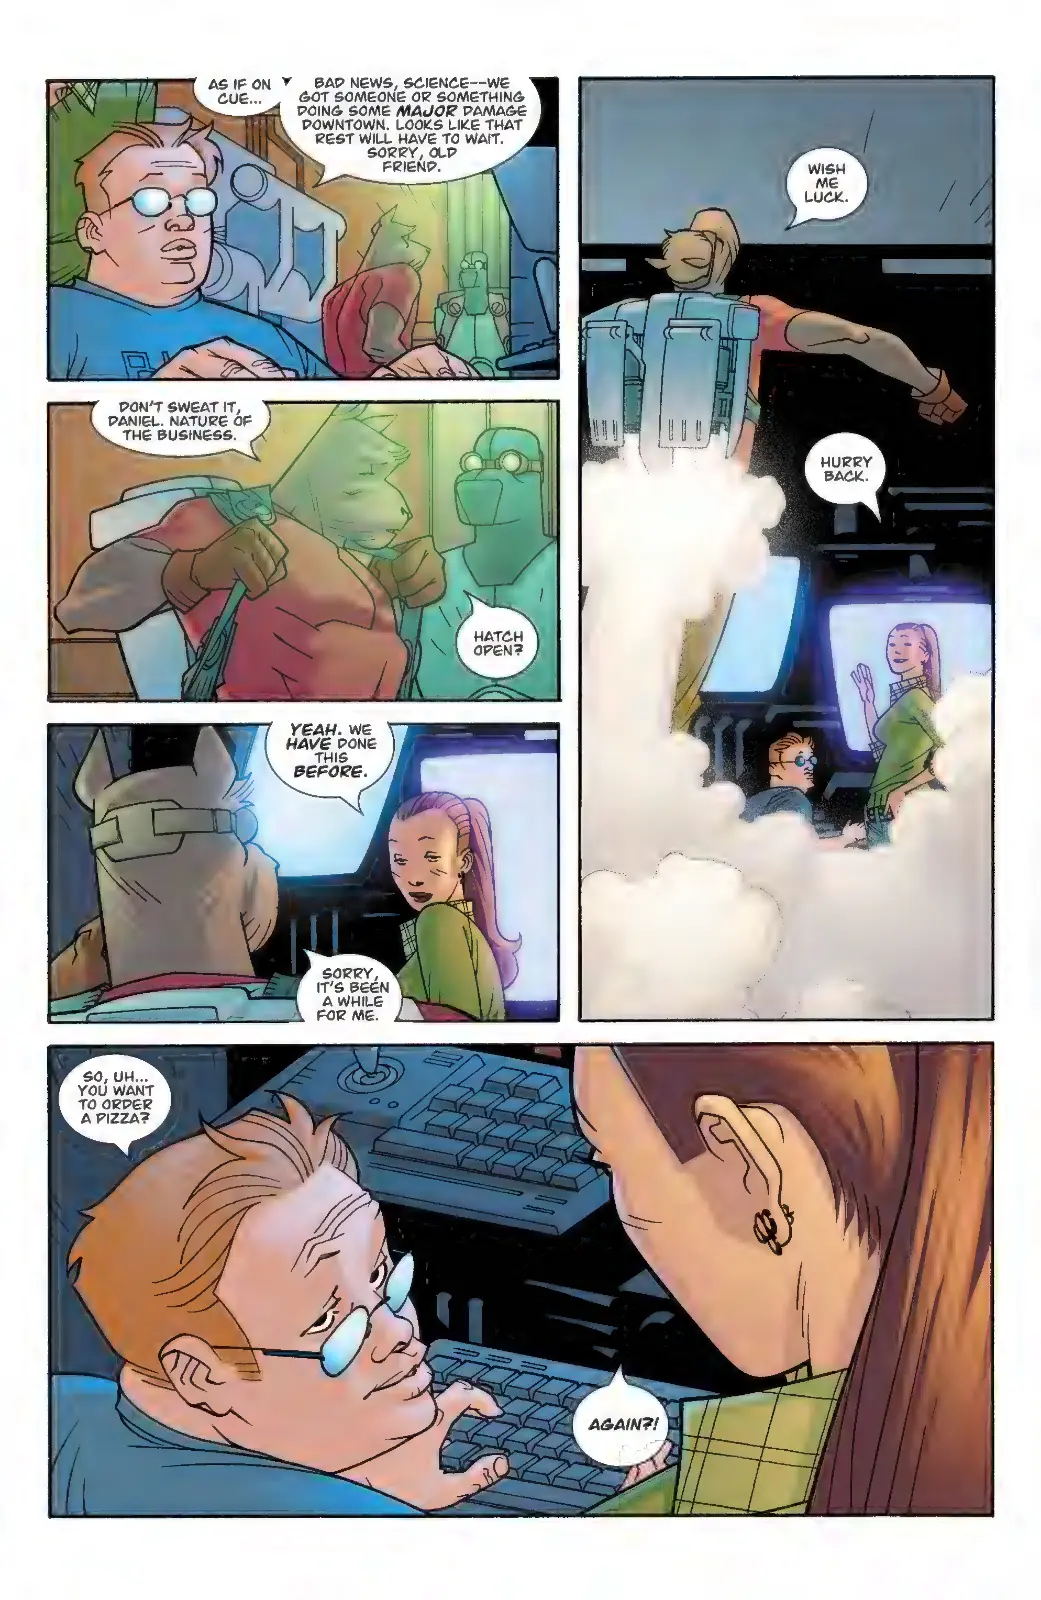 AS IF ON
CUE...
BAD NEWS, SCIENCE--WE
GOT SOMEONE OR SOMETHING
DOING SOME MAJOR DAMAGE
DOWNTOWN. LOOKS LIKE THAT
REST WILL HAVE TO WAIT.
SORRY, OLD
FRIEND.
DON'T SWEAT IT,
DANIEL. NATURE OF
THE BUSINESS.
HATCH
OPEN?
YEAH. WE
HAVE DONE
THIS
BEFORE.
SORRY,
IT'S BEEN
A WHILE
FOR ME.
WISH
ME
LUCK.
HURRY
BACK.
SO, UH...
YOU WANT
TO ORDER
A PIZZA?
AGAIN?!